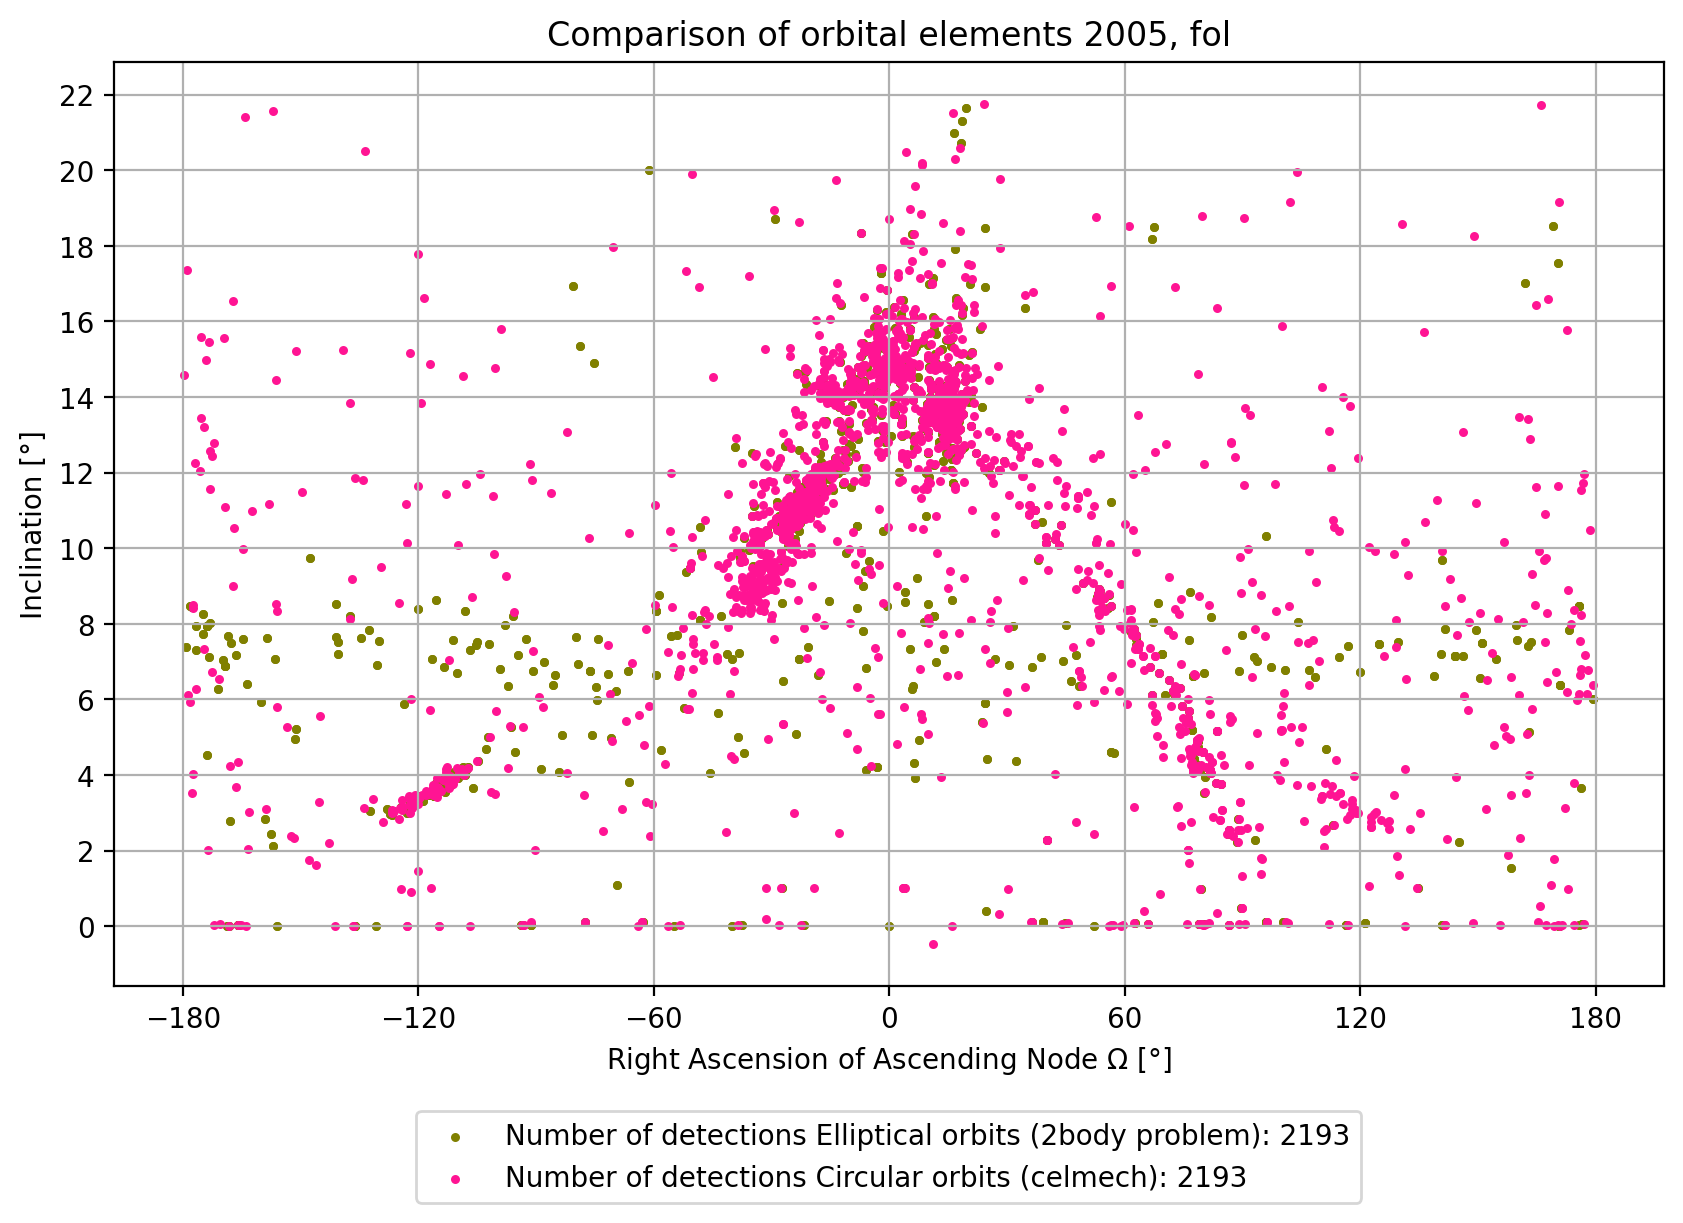 Comparison of orbital elements 2005, fol
22
20
18
16
14
12
10
8
6
4
2
0
Inclination [°]
−180 −120 −60 0 60 120 180
Right Ascension of Ascending Node Ω [°]
Number of detections Elliptical orbits (2body problem): 2193
Number of detections Circular orbits (celmech): 2193